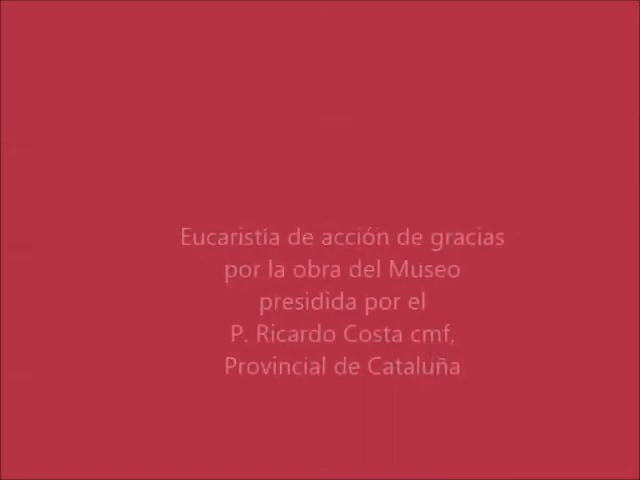 Eucaristía de acción de gracias
por la obra del Museo
presidida por el
P. Ricardo Costa cmf,
Provincial de Cataluña